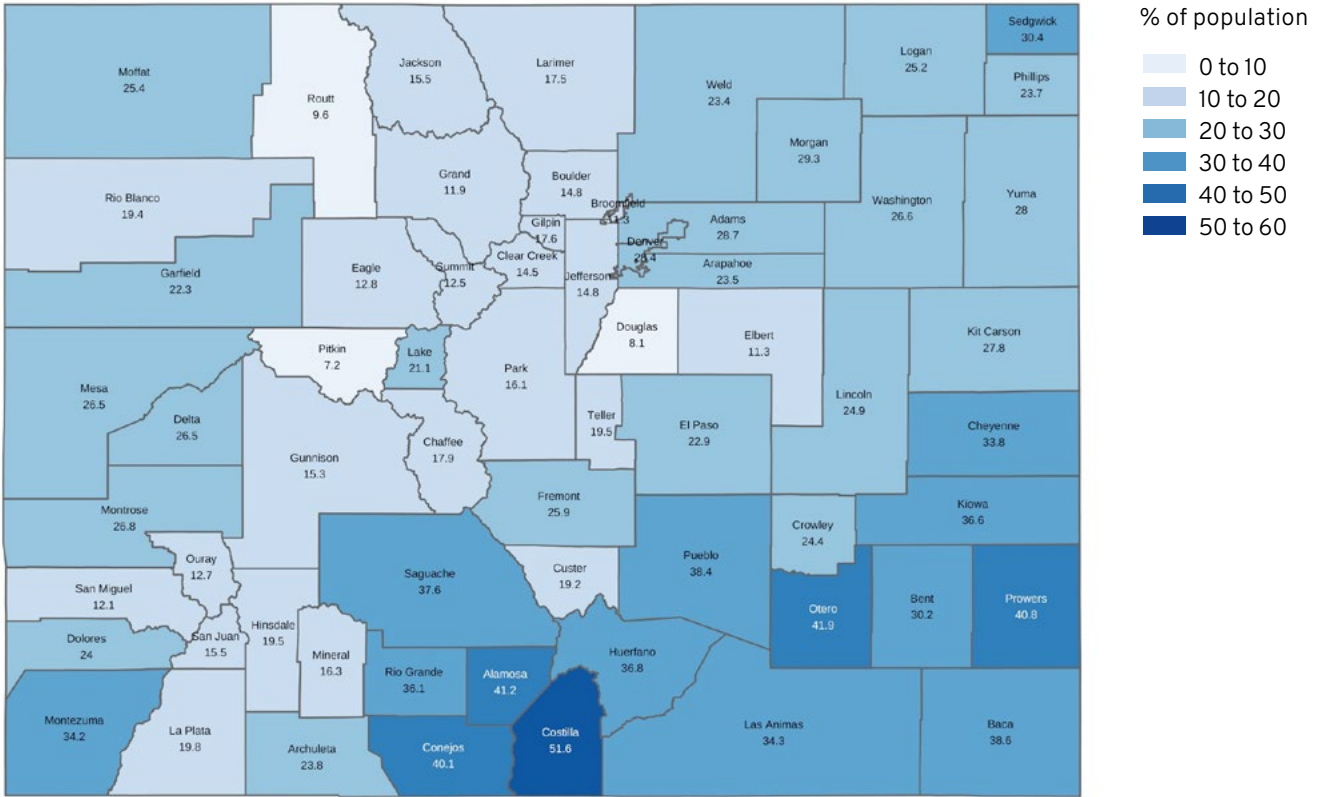 % of population
0 to 10
10 to 20
20 to 30
30 to 40
40 to 50
50 to 60
Sedgwick
30.4
Moffat
25.4
Routt
9.6
Jackson
15.5
Larimer
17.5
Weld
23.4
Logan
25.2
Phillips
23.7
Morgan
29.3
Rio Blanco
19.4
Grand
11.9
Boulder
14.8
Broomfield
11.3
Washington
26.6
Yuma
28
Gilpin
17.6
Adams
28.7
Denver
Clear Creek
14.5
Arapahoe
23.5
Garfield
22.3
Eagle
12.8
Summit
12.5
Jefferson
14.8
Pitkin
7.2
Lake
21.1
Park
16.1
Douglas
8.1
Elbert
11.3
Kit Carson
27.8
Mesa
26.5
Delta
26.5
Gunnison
15.3
Chaffee
17.9
Teller
19.5
El Paso
22.9
Lincoln
24.9
Cheyenne
33.8
Montrose
26.8
Fremont
25.9
Crowley
24.4
Kiowa
36.6
Ouray
12.7
Saguache
37.6
Custer
19.2
Pueblo
38.4
San Miguel
12.1
Otero
41.9
Bent
30.2
Prowers
40.8
Dolores
24
San Juan
15.5
Hinsdale
19.5
Mineral
16.3
Rio Grande
36.1
Alamosa
41.2
Huerfano
36.8
Montezuma
34.2
La Plata
19.8
Archuleta
23.8
Conejos
40.1
Costilla
51.6
Las Animas
34.3
Baca
38.6